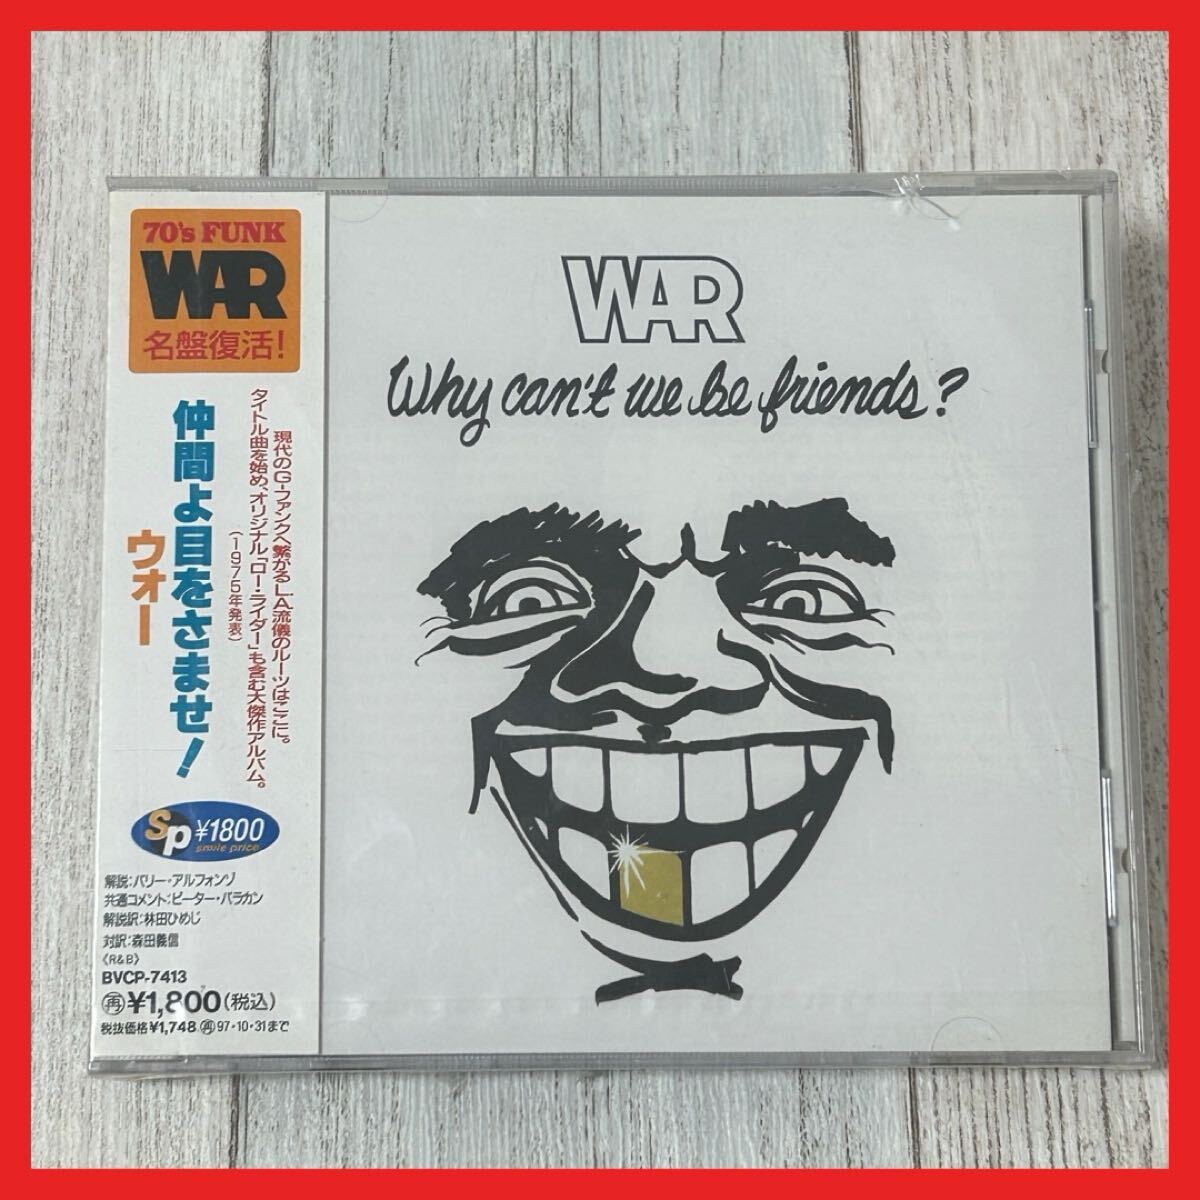 70's FUNK
WAR
名盤復活!
現代のG-ファンクへ繋がるL.A.流儀のルーツはここに。
タイトル曲を始め、オリジナル「ロー・ライダー」も含む大傑作アルバム。
(1975年発表)
仲間よ目をさませ!
ウォー
Sp ¥1800
smile price
解説:バリー・アルフォンゾ
共通コメント:ピーター・バラカン
解説訳:林田ひめじ
対訳:森田義信
《R&B》
BVCP-7413
再¥1,800(税込)
税抜価格¥1,748 再97・10・31まで
WAR
Why can't we be friends?